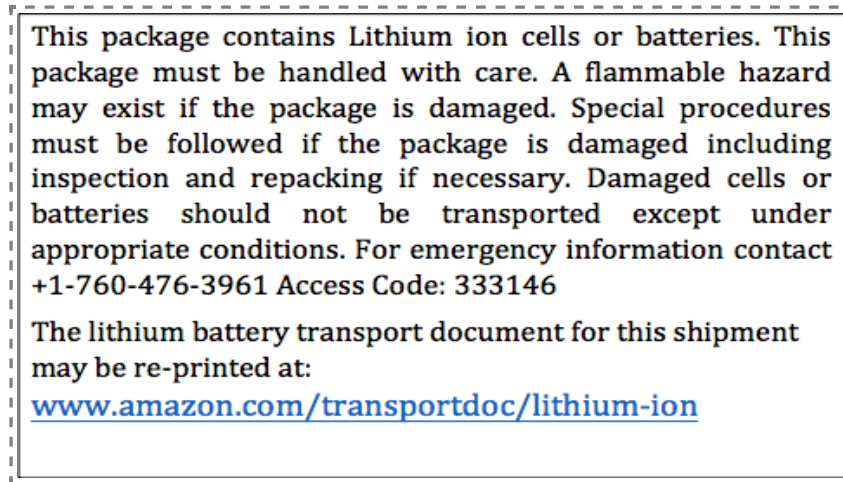 This package contains Lithium ion cells or batteries. This
package must be handled with care. A flammable hazard
may exist if the package is damaged. Special procedures
must be followed if the package is damaged including
inspection and repacking if necessary. Damaged cells or
batteries should not be transported except under
appropriate conditions. For emergency information contact
+1-760-476-3961 Access Code: 333146
The lithium battery transport document for this shipment
may be re-printed at:
www.amazon.com/transportdoc/lithium-ion